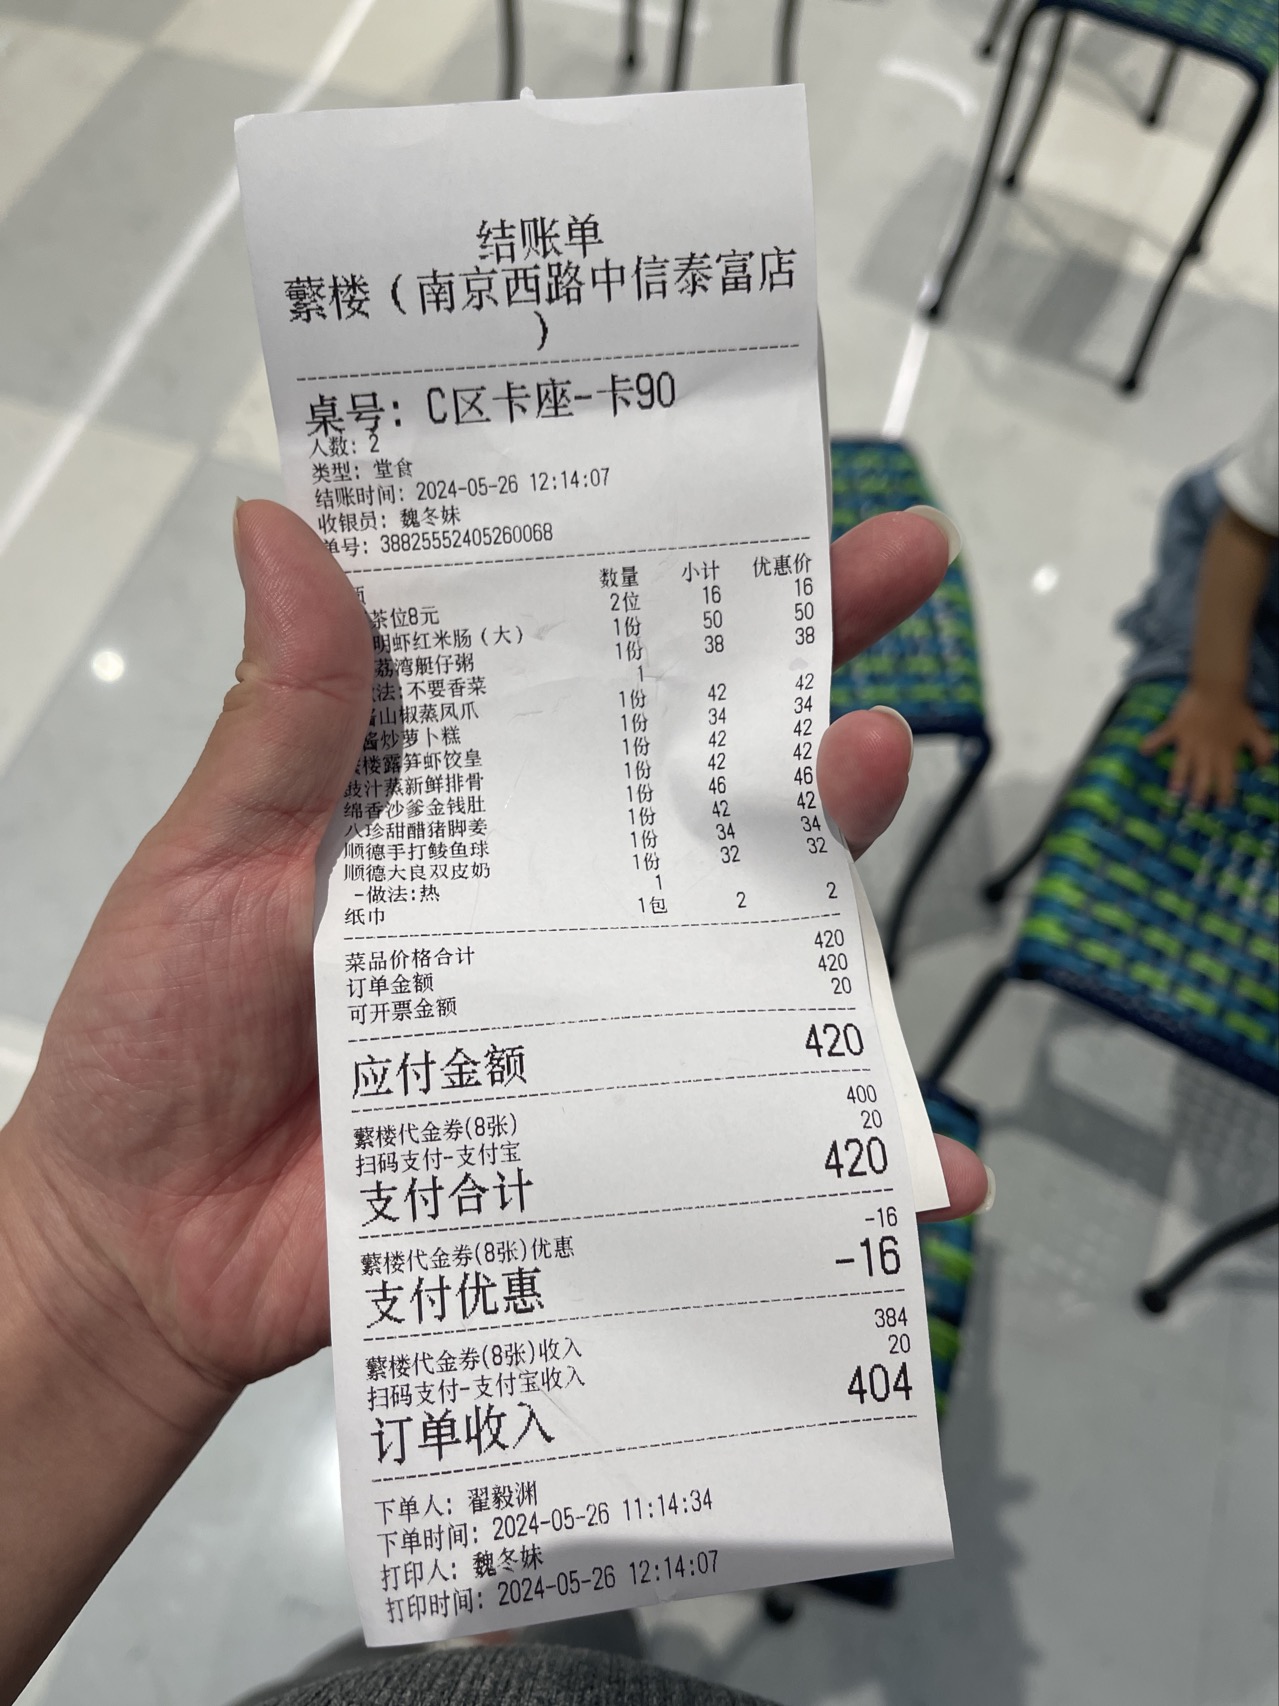 结账单
蘩楼（南京西路中信泰富店
）
桌号: C区卡座-卡90
人数: 2
类型: 堂食
结账时间: 2024-05-26 12:14:07
收银员: 魏冬妹
单号: 38825552405260068
数量 小计 优惠价
茶位8元 2位 16 16
明虾红米肠（大） 1份 50 50
荔湾艇仔粥 1份 38 38
法:不要香菜 1
山椒蒸凤爪 1份 42 42
酱炒萝卜糕 1份 34 34
楼露笋虾饺皇 1份 42 42
豉汁蒸新鲜排骨 1份 42 42
绵香沙爹金钱肚 1份 46 46
八珍甜醋猪脚姜 1份 42 42
顺德手打鲮鱼球 1份 34 34
顺德大良双皮奶 1份 32 32
-做法:热 1
纸巾 1包 2 2
菜品价格合计 420
订单金额 420
可开票金额 20
应付金额 420
蘩楼代金券(8张) 400
扫码支付-支付宝 20
支付合计 420
蘩楼代金券(8张)优惠 -16
支付优惠 -16
蘩楼代金券(8张)收入 384
扫码支付-支付宝收入 20
订单收入 404
下单人: 翟毅渊
下单时间: 2024-05-26 11:14:34
打印人: 魏冬妹
打印时间: 2024-05-26 12:14:07